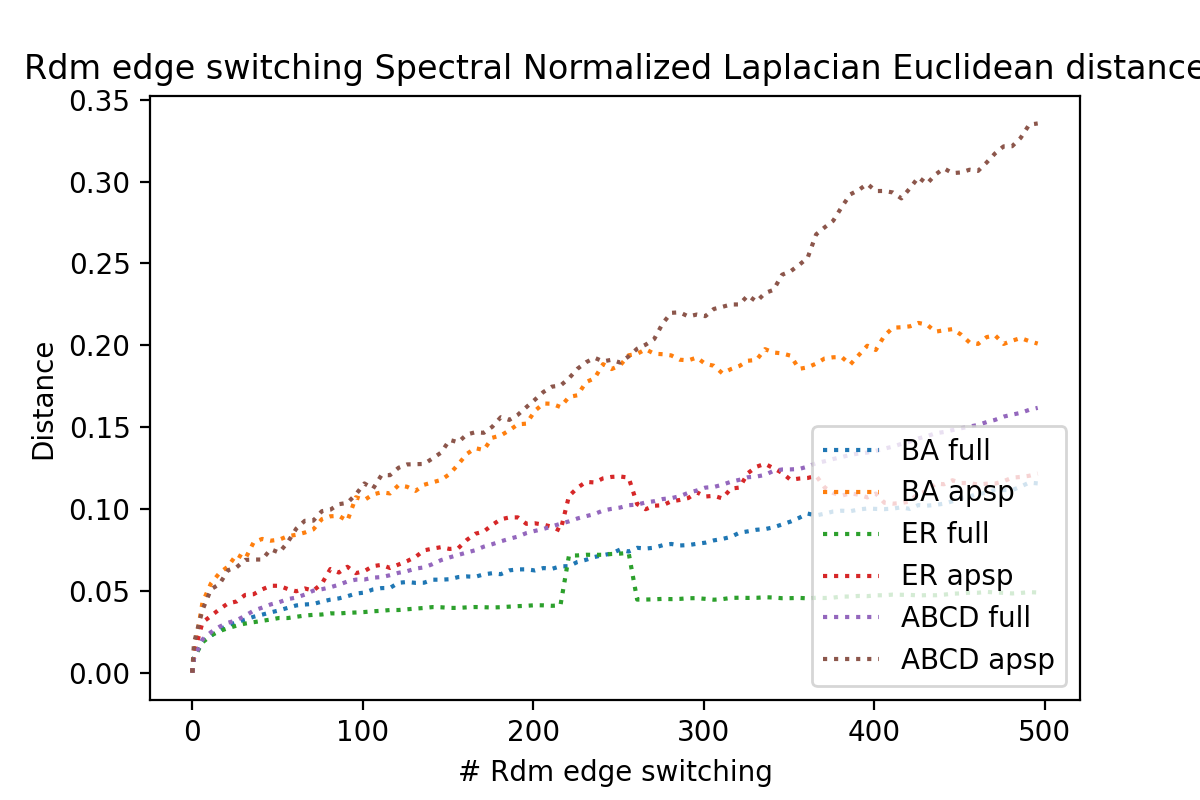 Rdm edge switching Spectral Normalized Laplacian Euclidean distance
0.35
0.30
0.25
0.20
0.15
0.10
0.05
0.00
Distance
BA full
BA apsp
ER full
ER apsp
ABCD full
ABCD apsp
0 100 200 300 400 500
# Rdm edge switching